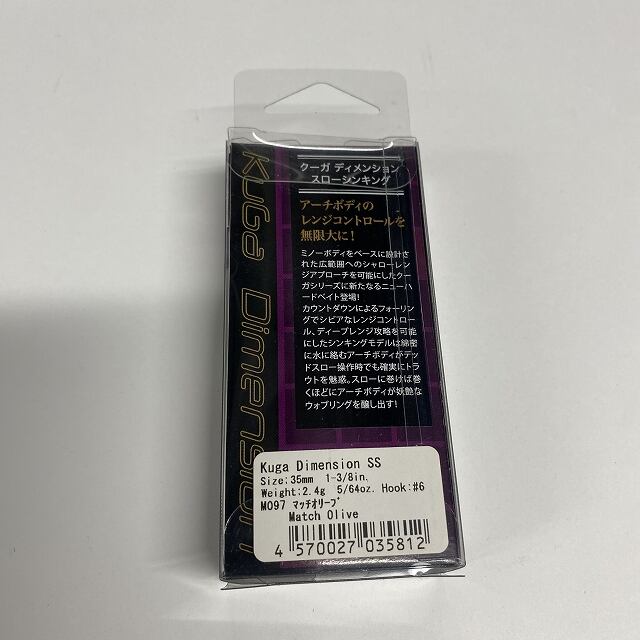 Kuga Dimension
クーガ ディメンション
スローシンキング
アーチボディの
レンジコントロールを
無限大に!
ミノーボディをベースに設計さ
れた広範囲へのシャローレン
ジアプローチを可能にしたクー
ガシリーズに新たなるニューハ
ードベイト登場!
カウントダウンによるフォーリン
グでシビアなレンジコントロー
ル、ディープレンジ攻略を可能
にしたシンキングモデルは綿密
に水に絡むアーチボディがデッ
ドスロー操作時でも確実にトラ
ウトを魅惑。スローに巻けば巻
くほどにアーチボディが妖艶な
ウォブリングを醸し出す!
Kuga Dimension SS
Size:35mm 1-3/8in.
Weight:2.4g 5/64oz. Hook:#6
M097 マッチオリーブ
Match Olive
4 570027 035812